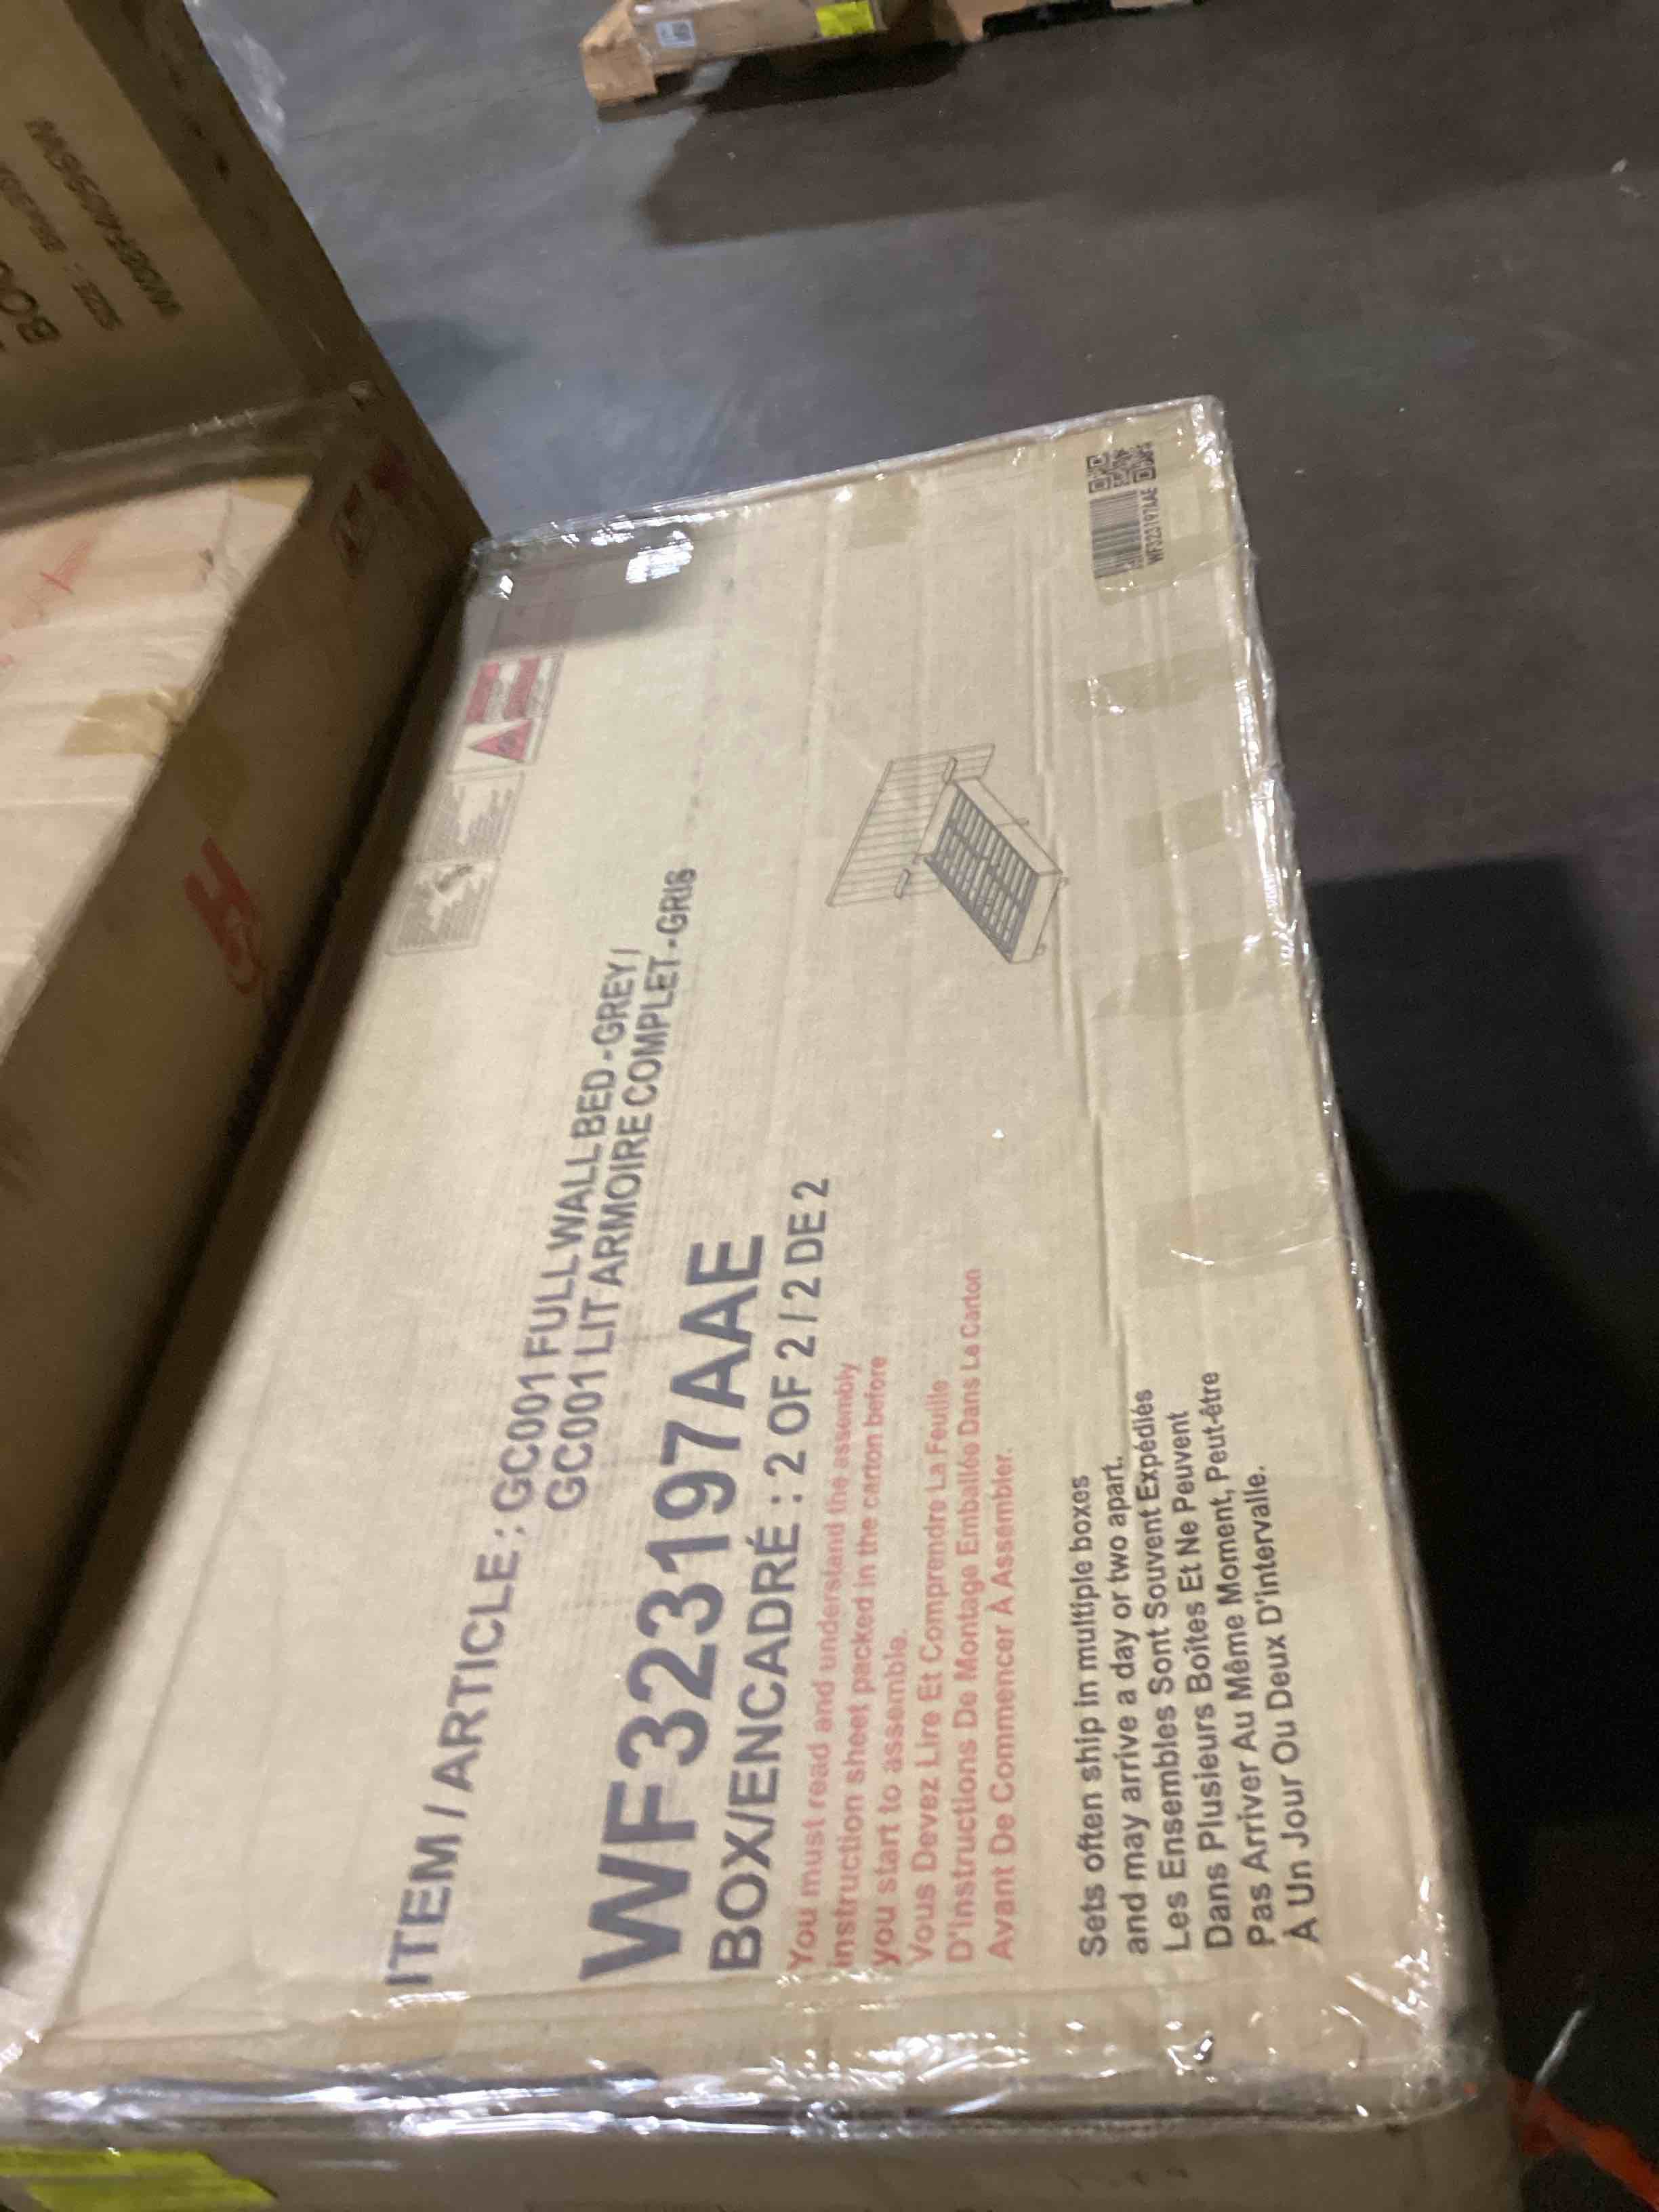 ITEM / ARTICLE : GC001 FULL WALL BED -GREY /
GC001 LIT ARMOIRE COMPLET -GRIS
WF323197AAE
BOX/ENCADRÉ : 2 OF 2 / 2 DE 2
You must read and understand the assembly
instruction sheet packed in the carton before
you start to assemble.
Vous Devez Lire Et Comprendre La Feuille
D'Instructions De Montage Emballée Dans Le Carton
Avant De Commencer À Assembler.
Sets often ship in multiple boxes
and may arrive a day or two apart.
Les Ensembles Sont Souvent Expédiés
Dans Plusieurs Boîtes Et Ne Peuvent
Pas Arriver Au Même Moment, Peut-être
À Un Jour Ou Deux D'intervalle.
WF323197AAE